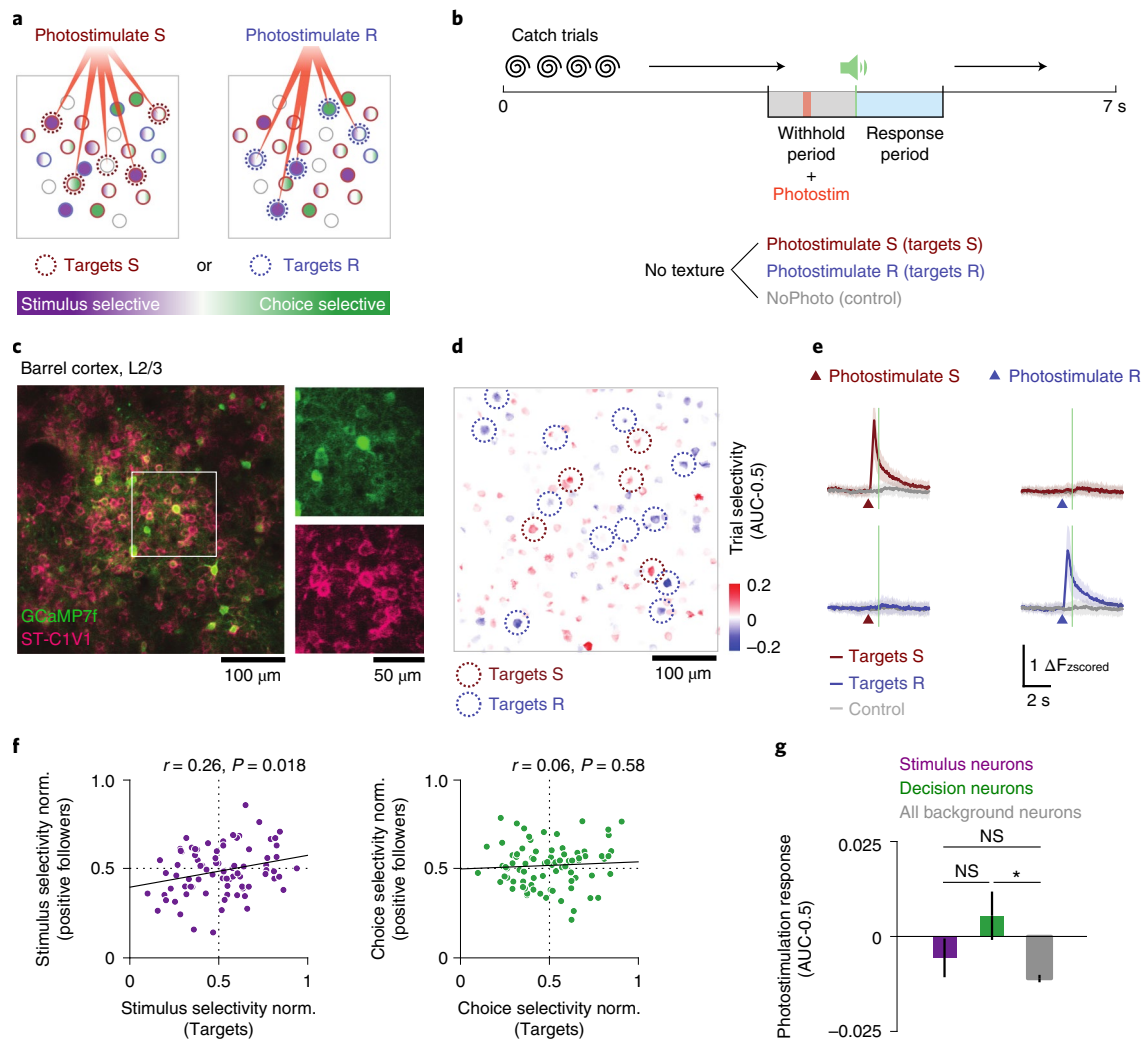 a
Photostimulate S
Photostimulate R
Targets S
or
Targets R
Stimulus selective
Choice selective
b
Catch trials
0
7 s
Withhold
period
+
Photostim
Response
period
No texture
Photostimulate S (targets S)
Photostimulate R (targets R)
NoPhoto (control)
c
Barrel cortex, L2/3
GCaMP7f
ST-C1V1
100 μm
50 μm
d
Trial selectivity
(AUC-0.5)
0.2
0
−0.2
100 μm
Targets S
Targets R
e
Photostimulate S
Photostimulate R
Targets S
Targets R
Control
1 ΔFzscored
2 s
f
r = 0.26, P = 0.018
Stimulus selectivity norm.
(positive followers)
1.0
0.5
0
0
0.5
1
Stimulus selectivity norm.
(Targets)
r = 0.06, P = 0.58
Choice selectivity norm.
(positive followers)
1.0
0.5
0
0
0.5
1
Choice selectivity norm.
(Targets)
g
Stimulus neurons
Decision neurons
All background neurons
Photostimulation response
(AUC-0.5)
0.025
0
−0.025
NS
NS
*